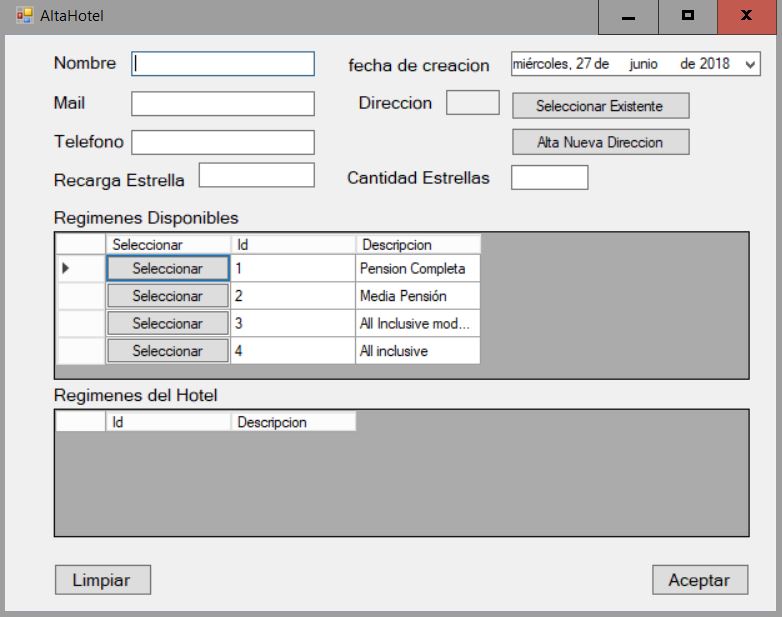 AltaHotel
Nombre
fecha de creacion
miércoles, 27 de junio de 2018
Mail
Direccion
Seleccionar Existente
Telefono
Alta Nueva Direccion
Recarga Estrella
Cantidad Estrellas
Regimenes Disponibles
Seleccionar Id Descripcion
Seleccionar 1 Pension Completa
Seleccionar 2 Media Pensión
Seleccionar 3 All Inclusive mod...
Seleccionar 4 All inclusive
Regimenes del Hotel
Id Descripcion
Limpiar
Aceptar